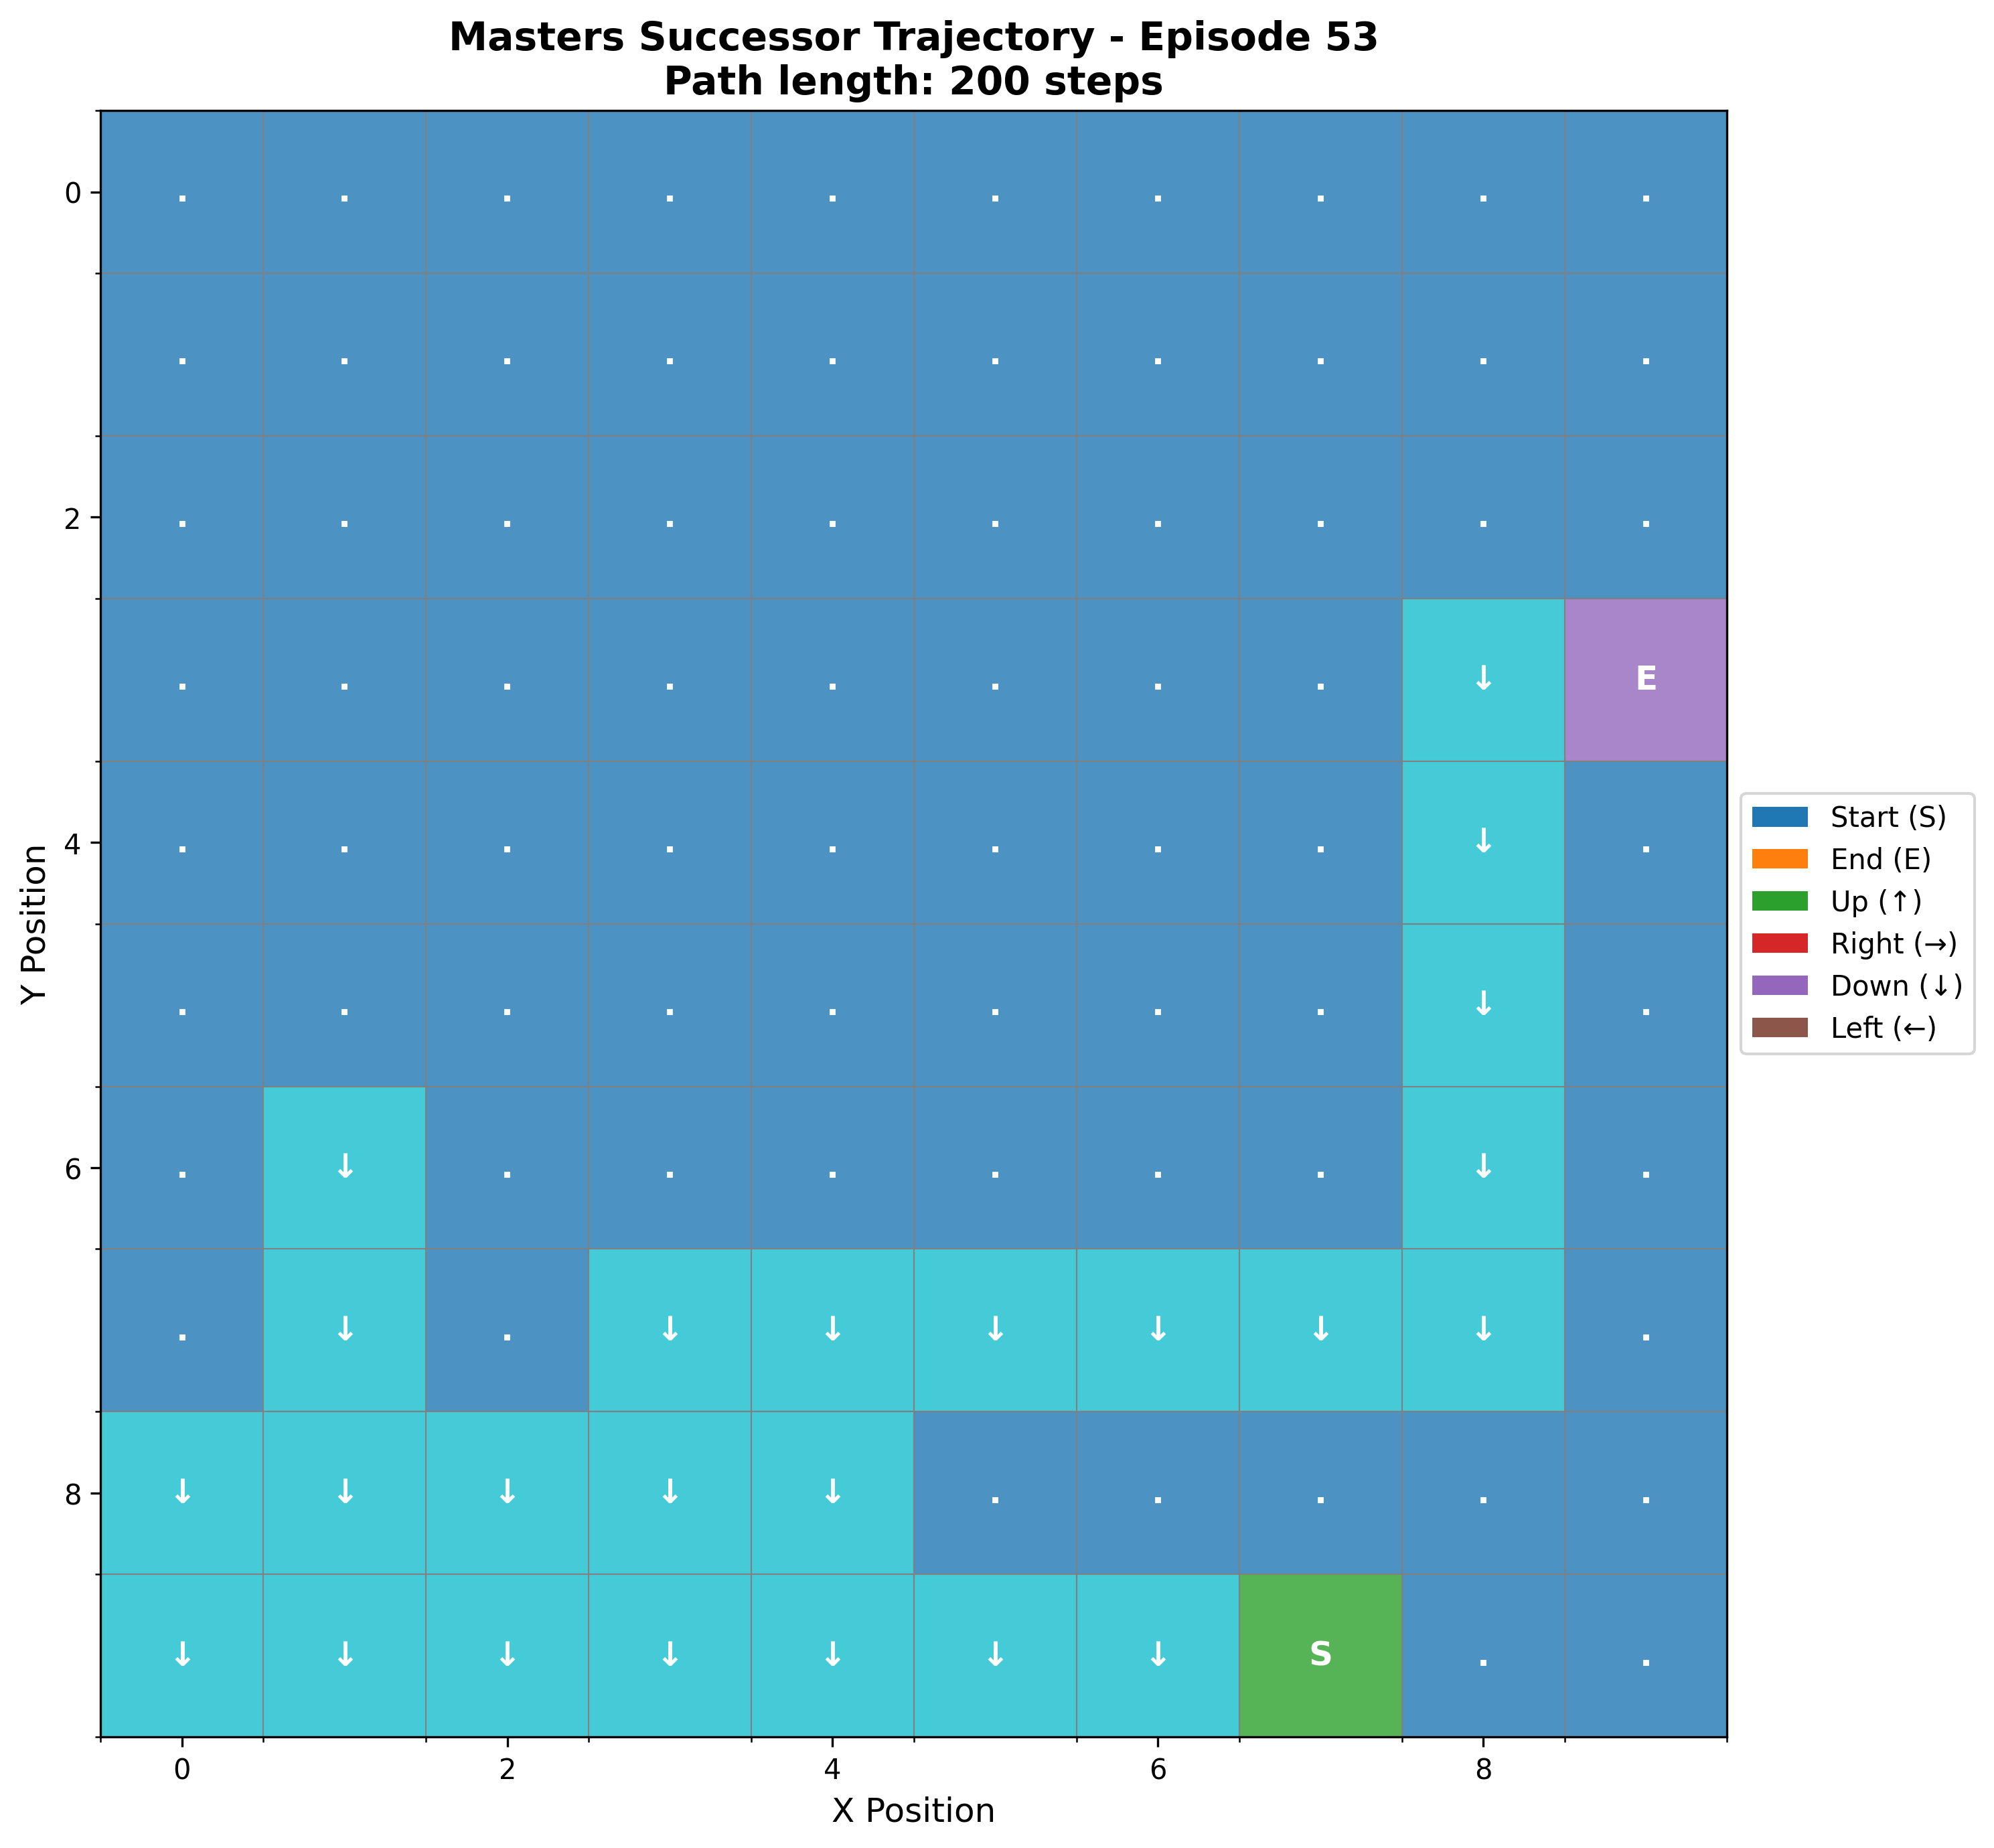 Masters Successor Trajectory - Episode 53
Path length: 200 steps
0 . . . . . . . . . .
. . . . . . . . . .
2 . . . . . . . . . .
. . . . . . . . ↓ E
4 . . . . . . . . ↓ .
. . . . . . . . ↓ .
6 . ↓ . . . . . . ↓ .
. ↓ . ↓ ↓ ↓ ↓ ↓ ↓ .
8 ↓ ↓ ↓ ↓ ↓ . . . . .
↓ ↓ ↓ ↓ ↓ ↓ ↓ S . .
0 2 4 6 8
X Position
Y Position
Start (S)
End (E)
Up (↑)
Right (→)
Down (↓)
Left (←)